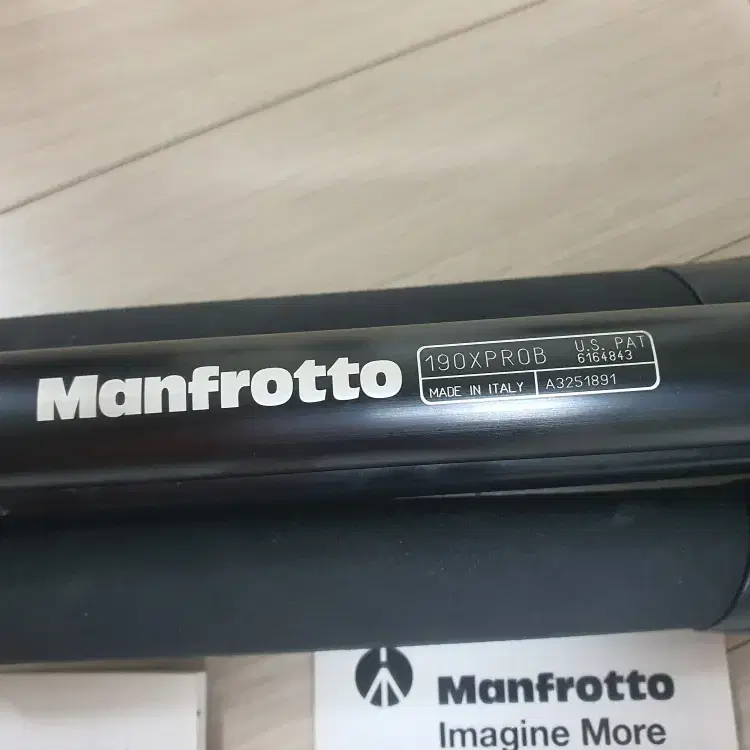 Manfrotto
190XPROB
U.S. PAT
6164843
MADE IN ITALY
A3251891
Manfrotto
Imagine More